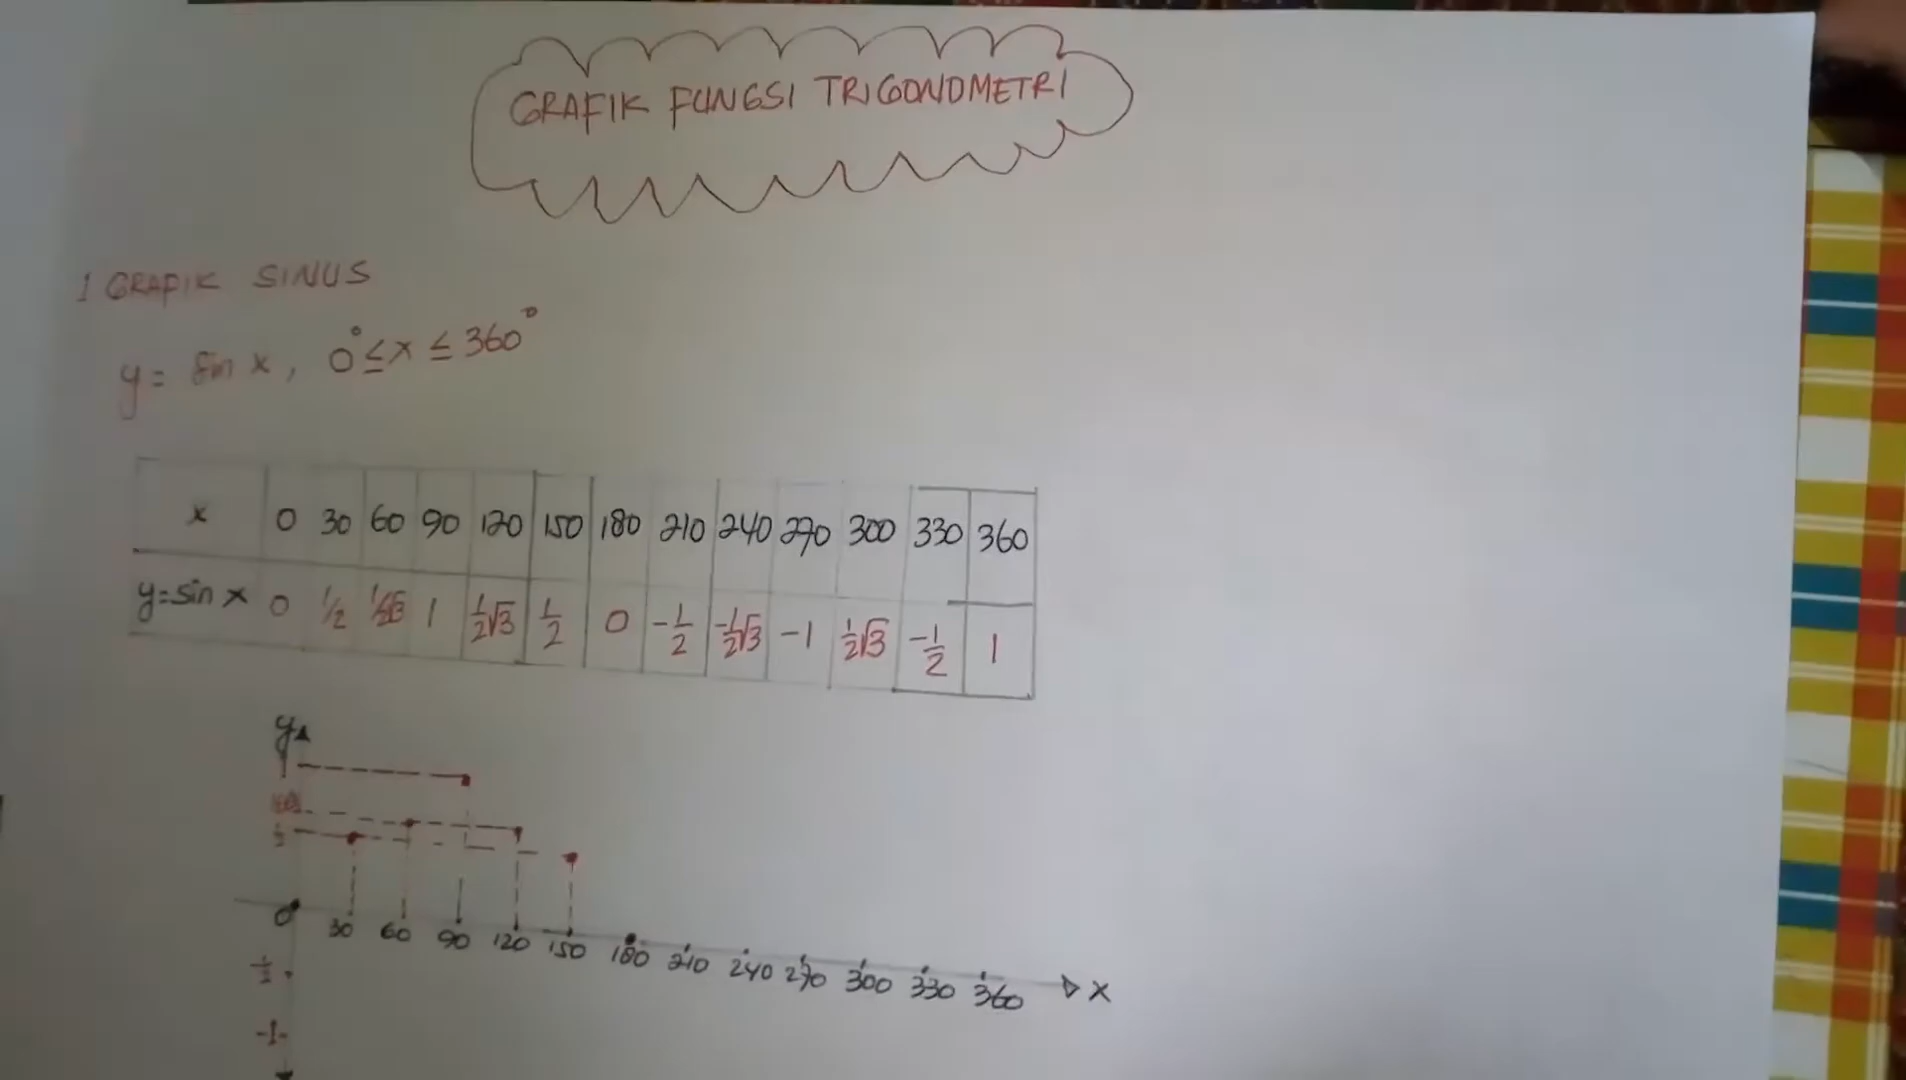 GRAFIK FUNGSI TRIGONOMETRI
1 GRAFIK SINUS
y = sin x, 0° ≤ x ≤ 360°
x 0 30 60 90 120 150 180 210 240 270 300 330 360
y=sin x 0 1/2 1/2√3 1 1/2√3 1/2 0 -1/2 -1/2√3 -1 1/2√3 -1/2 1
y
1
1/2
0 30 60 90 120 150 180 210 240 270 300 330 360 x
-1